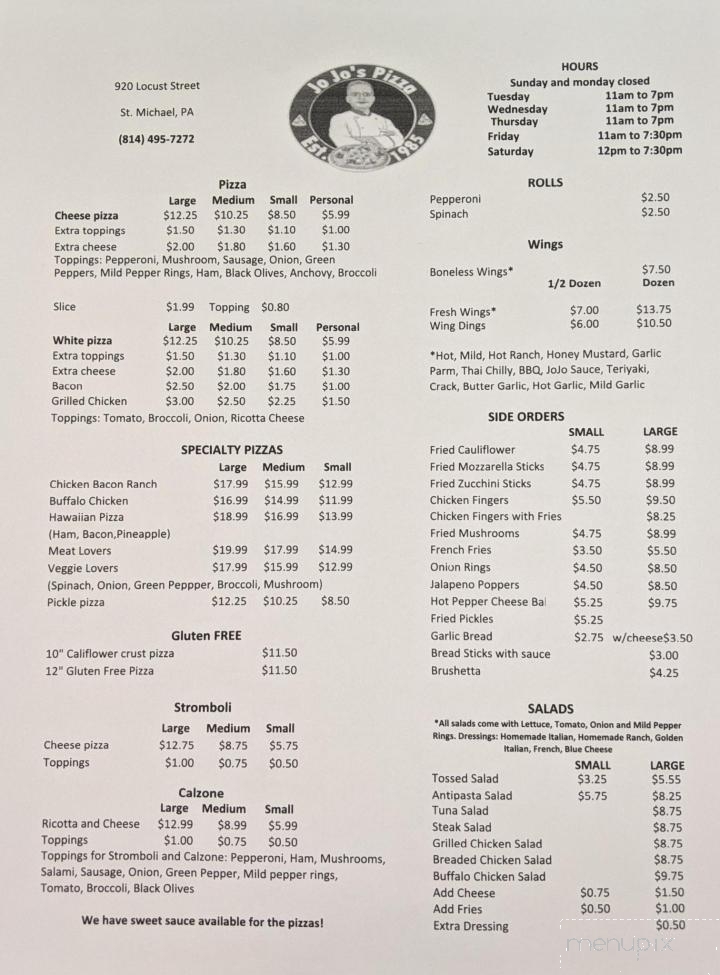 920 Locust Street
St. Michael, PA
(814) 495-7272
Jo Jo's Pizza
Est. 1985
HOURS
Sunday and monday closed
Tuesday 11am to 7pm
Wednesday 11am to 7pm
Thursday 11am to 7pm
Friday 11am to 7:30pm
Saturday 12pm to 7:30pm
Pizza
Large Medium Small Personal
Cheese pizza $12.25 $10.25 $8.50 $5.99
Extra toppings $1.50 $1.30 $1.10 $1.00
Extra cheese $2.00 $1.80 $1.60 $1.30
Toppings: Pepperoni, Mushroom, Sausage, Onion, Green
Peppers, Mild Pepper Rings, Ham, Black Olives, Anchovy, Broccoli
Slice $1.99 Topping $0.80
Large Medium Small Personal
White pizza $12.25 $10.25 $8.50 $5.99
Extra toppings $1.50 $1.30 $1.10 $1.00
Extra cheese $2.00 $1.80 $1.60 $1.30
Bacon $2.50 $2.00 $1.75 $1.00
Grilled Chicken $3.00 $2.50 $2.25 $1.50
Toppings: Tomato, Broccoli, Onion, Ricotta Cheese
SPECIALTY PIZZAS
Large Medium Small
Chicken Bacon Ranch $17.99 $15.99 $12.99
Buffalo Chicken $16.99 $14.99 $11.99
Hawaiian Pizza $18.99 $16.99 $13.99
(Ham, Bacon,Pineapple)
Meat Lovers $19.99 $17.99 $14.99
Veggie Lovers $17.99 $15.99 $12.99
(Spinach, Onion, Green Peppper, Broccoli, Mushroom)
Pickle pizza $12.25 $10.25 $8.50
Gluten FREE
10" Califlower crust pizza $11.50
12" Gluten Free Pizza $11.50
Stromboli
Large Medium Small
Cheese pizza $12.75 $8.75 $5.75
Toppings $1.00 $0.75 $0.50
Calzone
Large Medium Small
Ricotta and Cheese $12.99 $8.99 $5.99
Toppings $1.00 $0.75 $0.50
Toppings for Stromboli and Calzone: Pepperoni, Ham, Mushrooms,
Salami, Sausage, Onion, Green Pepper, Mild pepper rings,
Tomato, Broccoli, Black Olives
We have sweet sauce available for the pizzas!
ROLLS
Pepperoni $2.50
Spinach $2.50
Wings
Boneless Wings* $7.50
1/2 Dozen Dozen
Fresh Wings* $7.00 $13.75
Wing Dings $6.00 $10.50
*Hot, Mild, Hot Ranch, Honey Mustard, Garlic
Parm, Thai Chilly, BBQ, JoJo Sauce, Teriyaki,
Crack, Butter Garlic, Hot Garlic, Mild Garlic
SIDE ORDERS
SMALL LARGE
Fried Cauliflower $4.75 $8.99
Fried Mozzarella Sticks $4.75 $8.99
Fried Zucchini Sticks $4.75 $8.99
Chicken Fingers $5.50 $9.50
Chicken Fingers with Fries $8.25
Fried Mushrooms $4.75 $8.99
French Fries $3.50 $5.50
Onion Rings $4.50 $8.50
Jalapeno Poppers $4.50 $8.50
Hot Pepper Cheese Bal $5.25 $9.75
Fried Pickles $5.25
Garlic Bread $2.75 w/cheese$3.50
Bread Sticks with sauce $3.00
Brushetta $4.25
SALADS
*All salads come with Lettuce, Tomato, Onion and Mild Pepper
Rings. Dressings: Homemade Italian, Homemade Ranch, Golden
Italian, French, Blue Cheese
SMALL LARGE
Tossed Salad $3.25 $5.55
Antipasta Salad $5.75 $8.25
Tuna Salad $8.75
Steak Salad $8.75
Grilled Chicken Salad $8.75
Breaded Chicken Salad $8.75
Buffalo Chicken Salad $9.75
Add Cheese $0.75 $1.50
Add Fries $0.50 $1.00
Extra Dressing $0.50
menupix